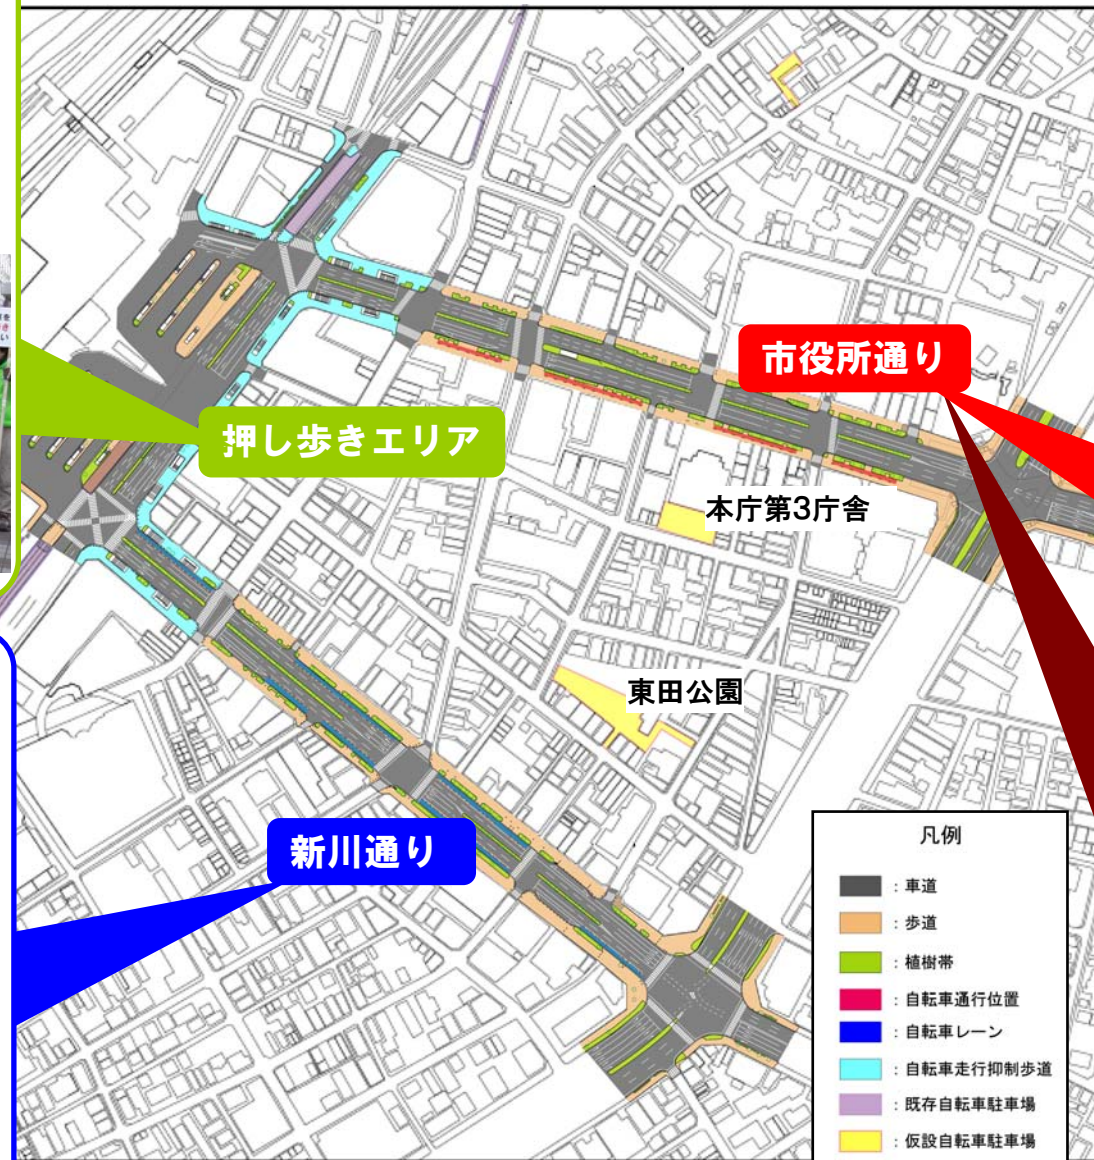 市役所通り
押し歩きエリア
本庁第3庁舎
東田公園
新川通り
凡例
：車道
：歩道
：植樹帯
：自転車通行位置
：自転車レーン
：自転車走行抑制歩道
：既存自転車駐車場
：仮設自転車駐車場